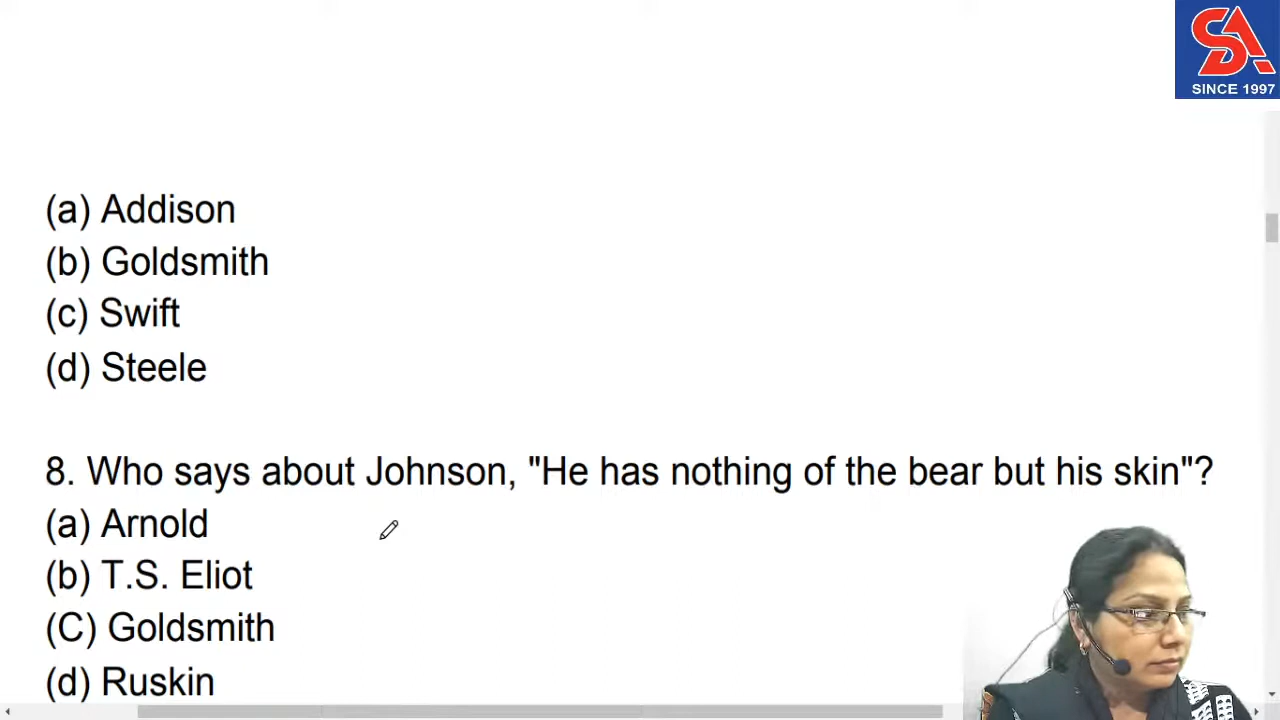 SA
SINCE 1997
(a) Addison
(b) Goldsmith
(c) Swift
(d) Steele
8. Who says about Johnson, "He has nothing of the bear but his skin"?
(a) Arnold
(b) T.S. Eliot
(C) Goldsmith
(d) Ruskin